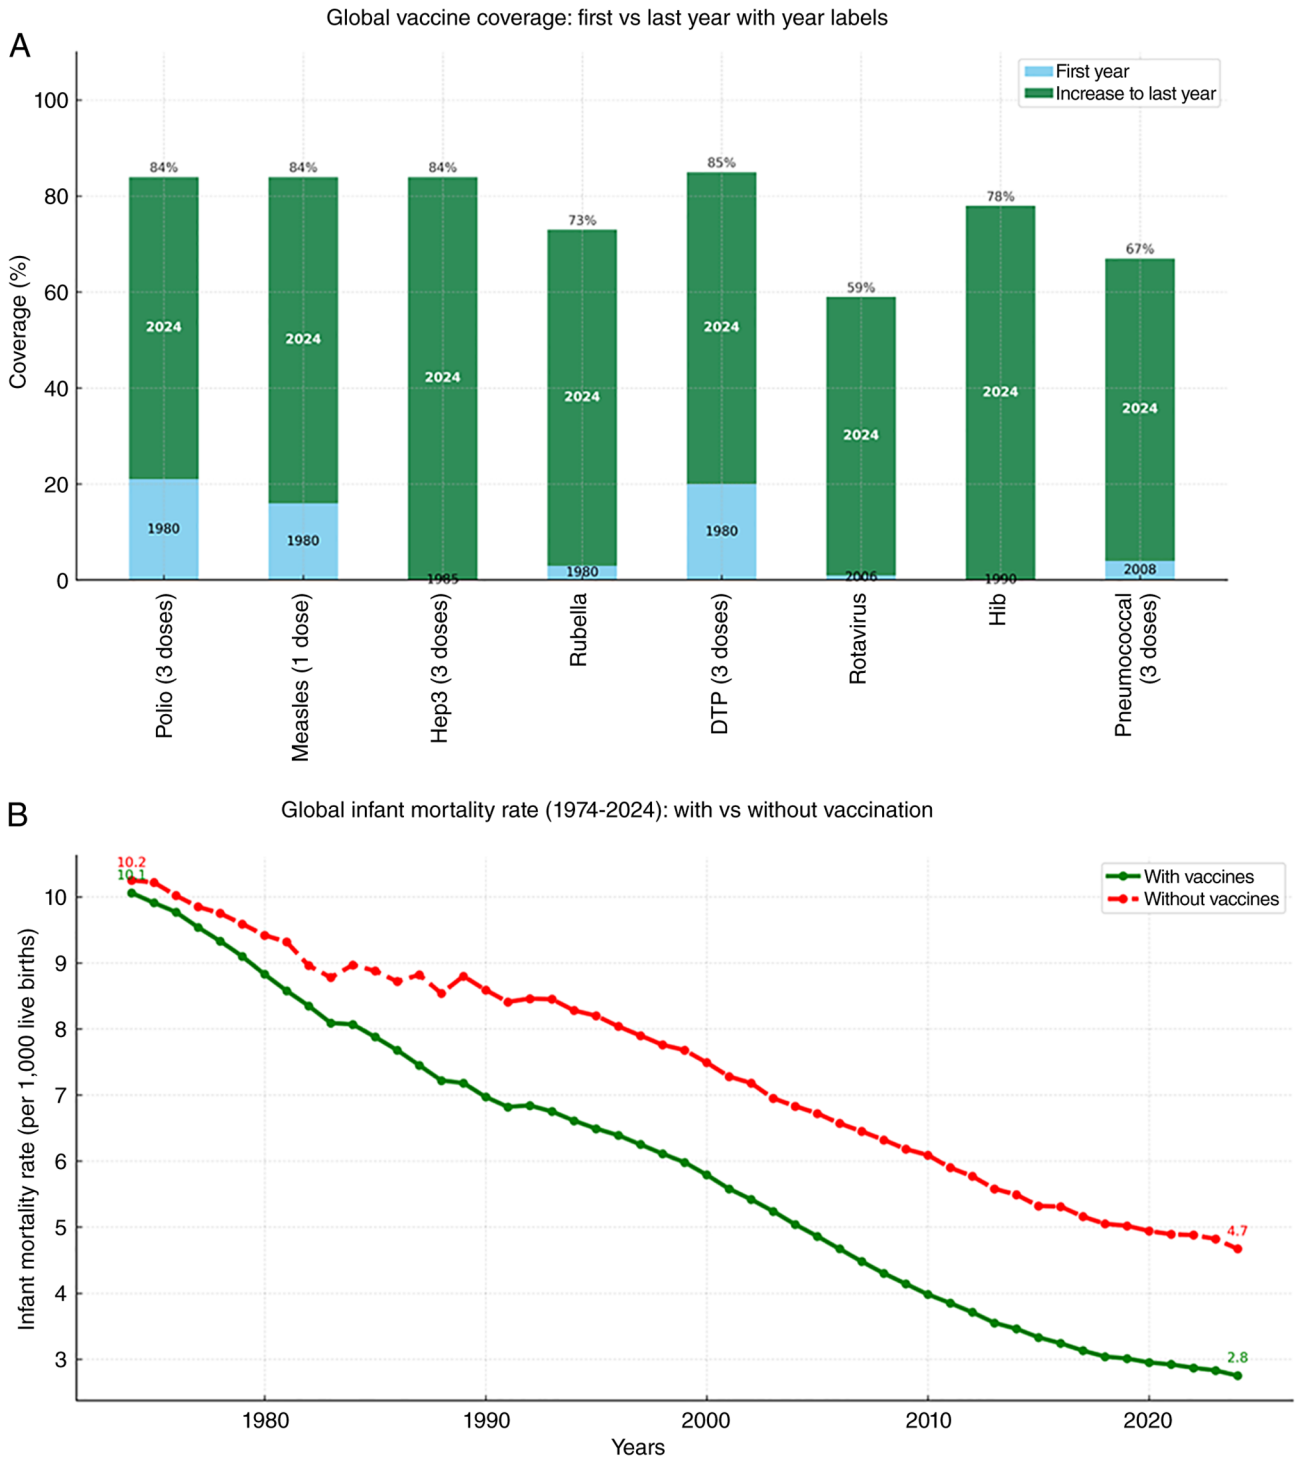 Global vaccine coverage: first vs last year with year labels
A
First year
Increase to last year
Coverage (%)
100
80
60
40
20
0
84%
84%
84%
73%
85%
59%
78%
67%
2024
2024
2024
2024
2024
2024
2024
2024
1980
1980
1985
1980
1980
2006
1990
2008
Polio (3 doses)
Measles (1 dose)
Hep3 (3 doses)
Rubella
DTP (3 doses)
Rotavirus
Hib
Pneumococcal
(3 doses)
B
Global infant mortality rate (1974-2024): with vs without vaccination
With vaccines
Without vaccines
Infant mortality rate (per 1,000 live births)
10
9
8
7
6
5
4
3
10.2
10.1
4.7
2.8
1980
1990
2000
2010
2020
Years